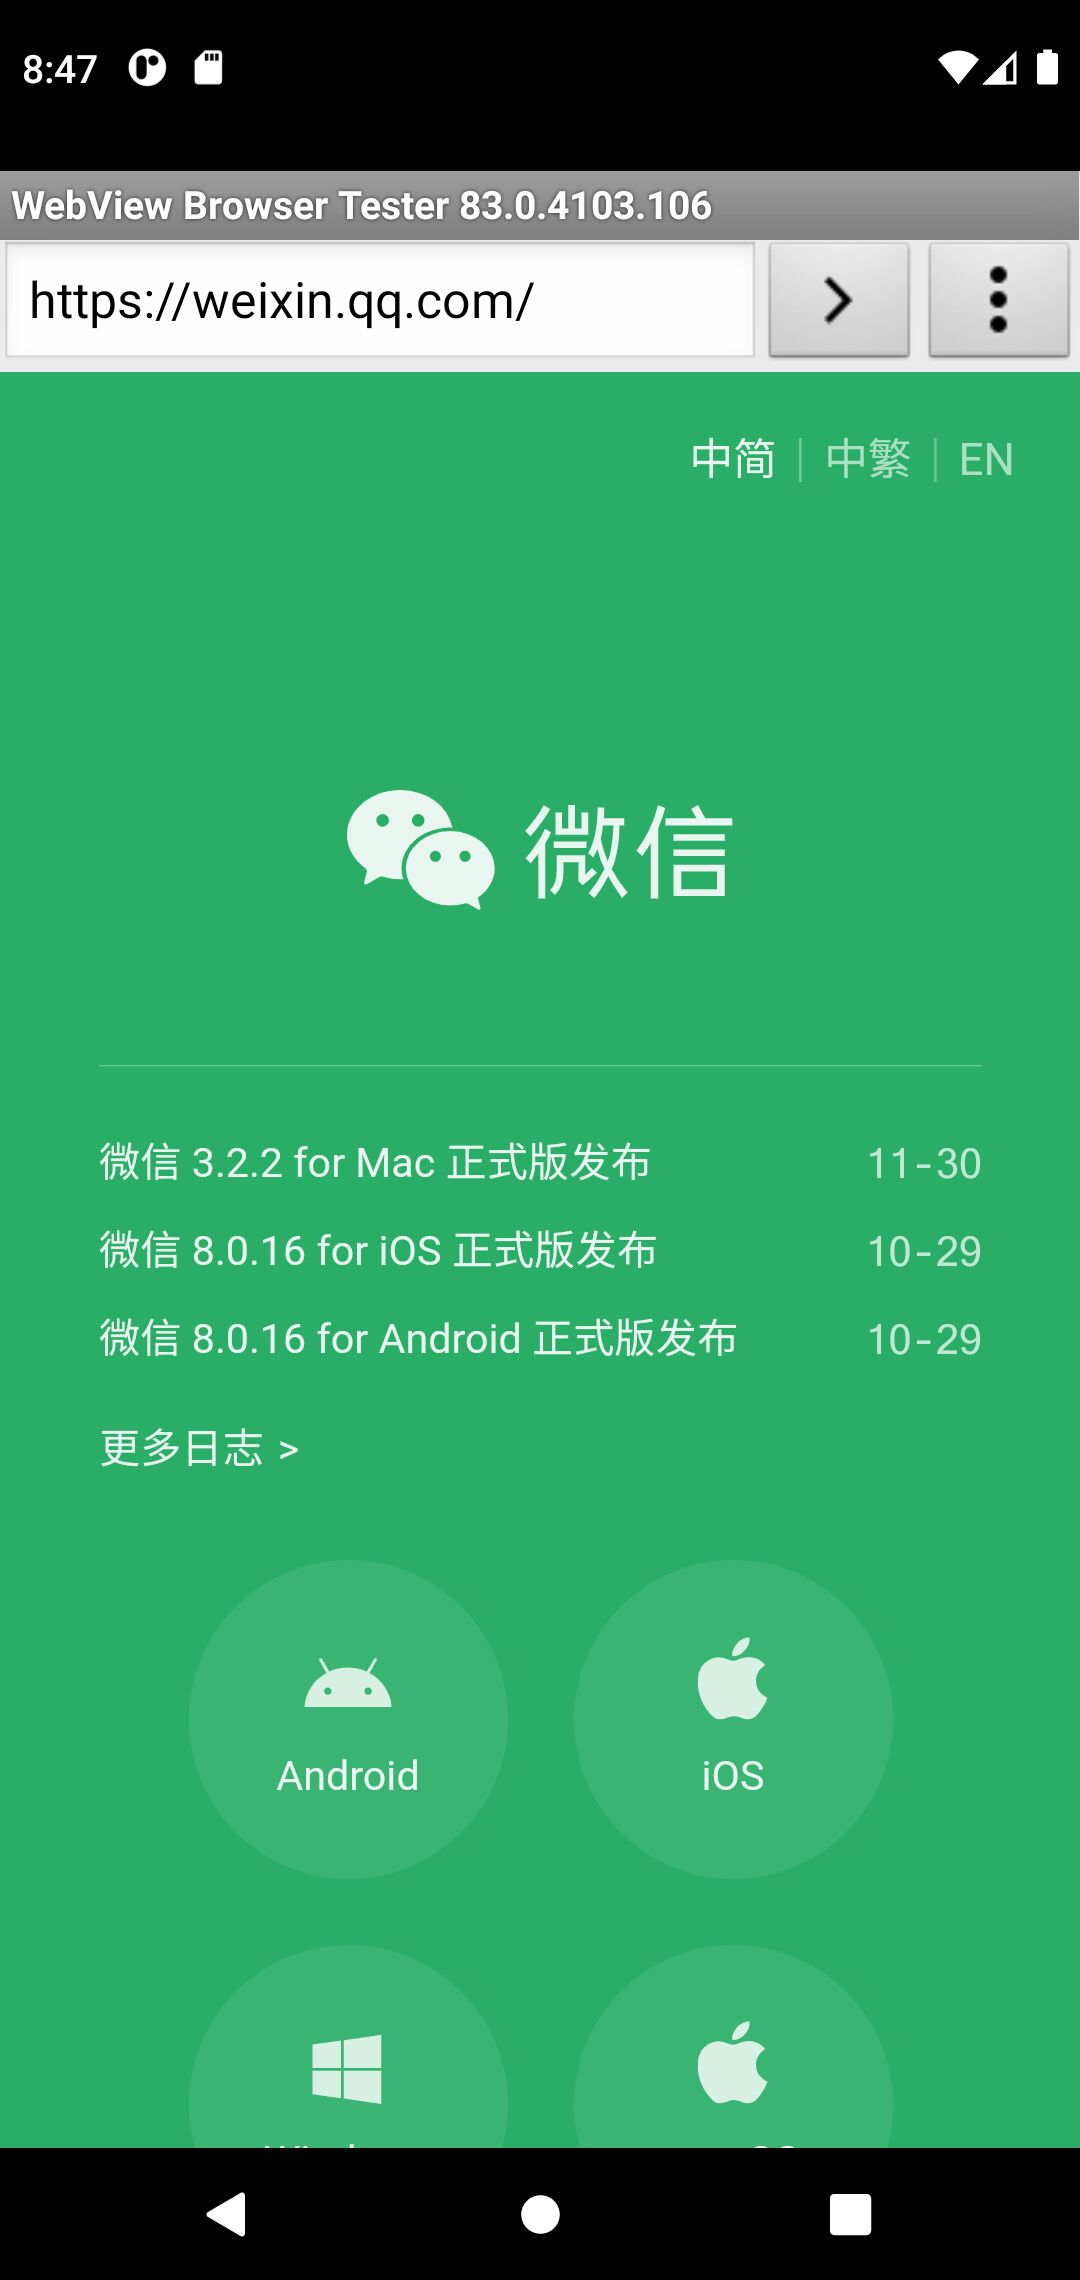 8:47
WebView Browser Tester 83.0.4103.106
https://weixin.qq.com/
中简 中繁 EN
微信
微信 3.2.2 for Mac 正式版发布 11-30
微信 8.0.16 for iOS 正式版发布 10-29
微信 8.0.16 for Android 正式版发布 10-29
更多日志 >
Android iOS